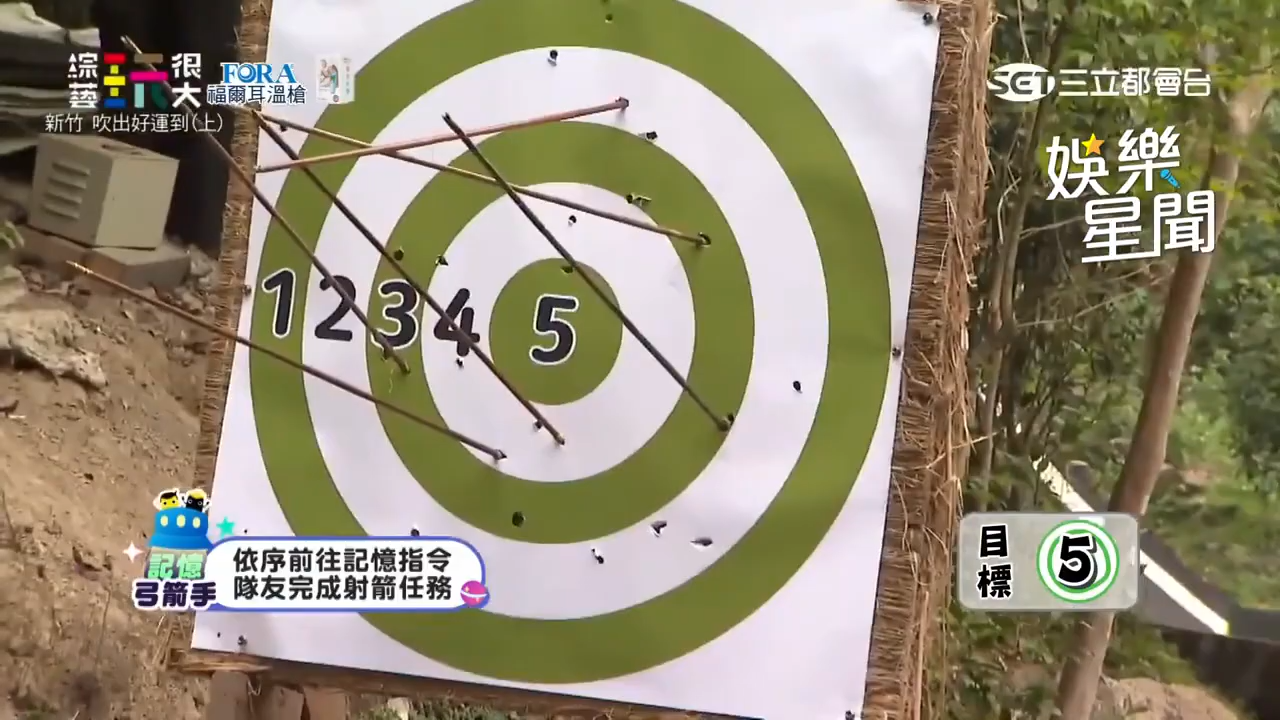 綜藝玩很大
FORA
福爾耳溫槍
新竹 吹出好運到(上)
SET 三立都會台
娛樂
星聞
1 2 3 4 5
記憶
弓箭手
依序前往記憶指令
隊友完成射箭任務
目標
5